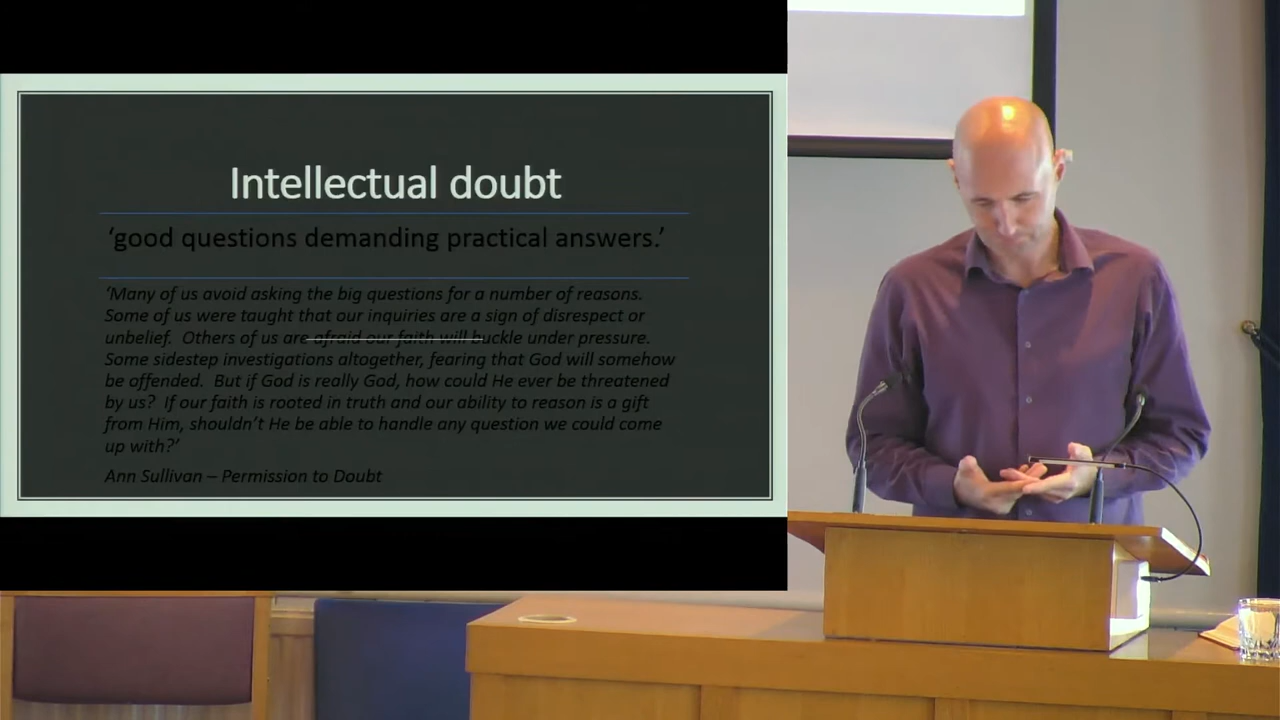 Intellectual doubt
‘good questions demanding practical answers.’
‘Many of us avoid asking the big questions for a number of reasons.
Some of us were taught that our inquiries are a sign of disrespect or
unbelief.  Others of us are afraid our faith will buckle under pressure.
Some sidestep investigations altogether, fearing that God will somehow
be offended.  But if God is really God, how could He ever be threatened
by us?  If our faith is rooted in truth and our ability to reason is a gift
from Him, shouldn’t He be able to handle any question we could come
up with?’
Ann Sullivan – Permission to Doubt